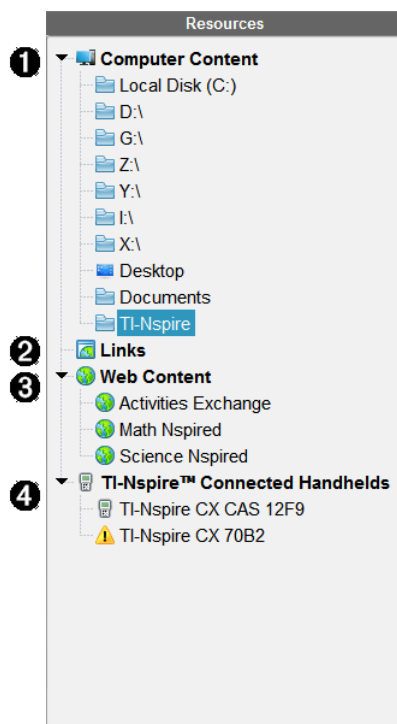 Resources
1 Computer Content
Local Disk (C:)
D:\
G:\
Z:\
Y:\
I:\
X:\
Desktop
Documents
TI-Nspire
2 Links
3 Web Content
Activities Exchange
Math Nspired
Science Nspired
4 TI-Nspire™ Connected Handhelds
TI-Nspire CX CAS 12F9
TI-Nspire CX 70B2